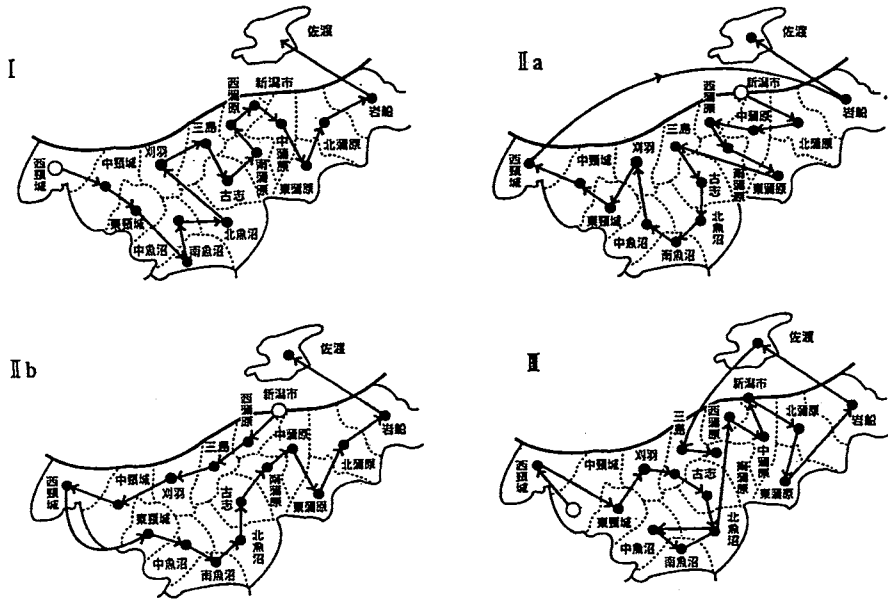 I
佐渡
新潟市
西蒲原
岩船
三島
中蒲原
刈羽
北蒲原
西頸城
中頸城
南蒲原
東蒲原
古志
東頸城
北魚沼
中魚沼
南魚沼
IIa
佐渡
新潟市
西蒲原
岩船
中蒲原
三島
北蒲原
刈羽
中頸城
西頸城
南蒲原
東蒲原
古志
東頸城
北魚沼
中魚沼
南魚沼
IIb
佐渡
新潟市
西蒲原
岩船
中蒲原
三島
北蒲原
中頸城
刈羽
西頸城
古志
南蒲原
東蒲原
東頸城
北魚沼
中魚沼
南魚沼
III
佐渡
新潟市
西蒲原
北蒲原
岩船
三島
中蒲原
中頸城
刈羽
西頸城
古志
南蒲原
東蒲原
東頸城
北魚沼
中魚沼
南魚沼